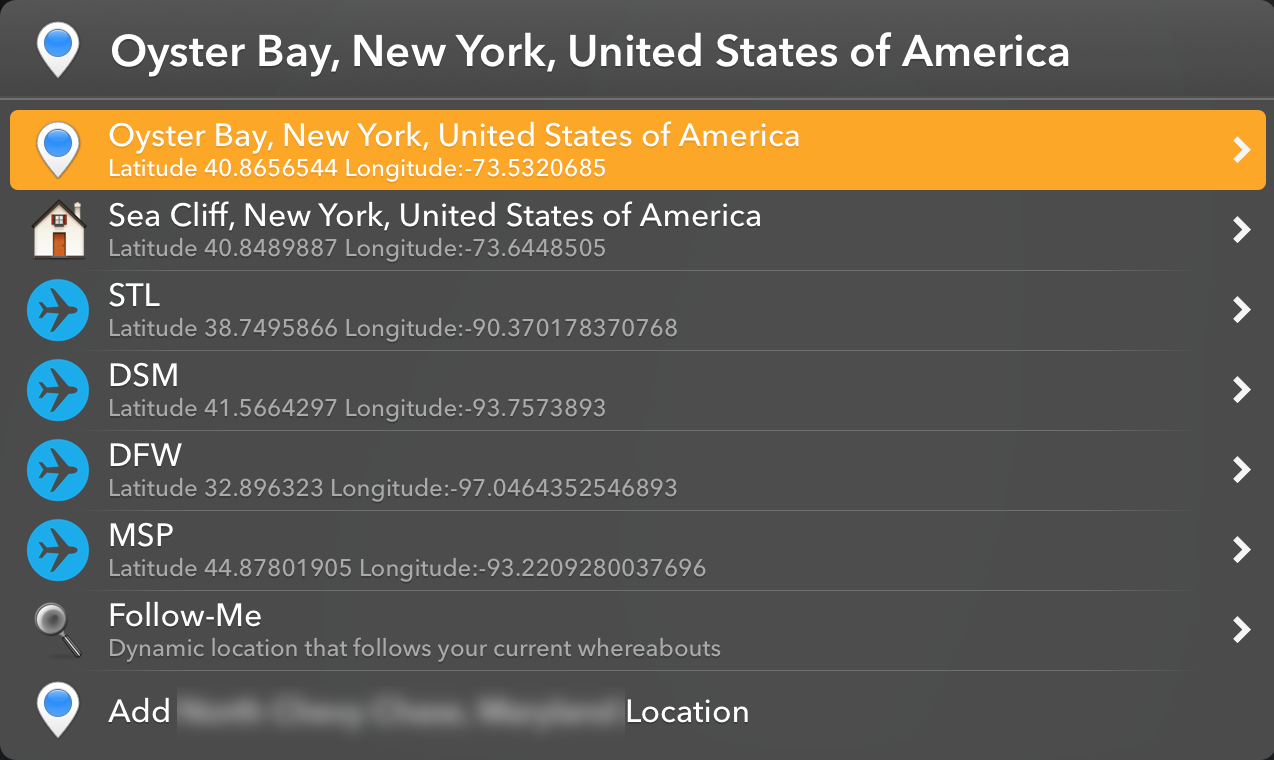 Oyster Bay, New York, United States of America
Oyster Bay, New York, United States of America
Latitude 40.8656544 Longitude:-73.5320685
Sea Cliff, New York, United States of America
Latitude 40.8489887 Longitude:-73.6448505
STL
Latitude 38.7495866 Longitude:-90.370178370768
DSM
Latitude 41.5664297 Longitude:-93.7573893
DFW
Latitude 32.896323 Longitude:-97.0464352546893
MSP
Latitude 44.87801905 Longitude:-93.2209280037696
Follow-Me
Dynamic location that follows your current whereabouts
Add Location